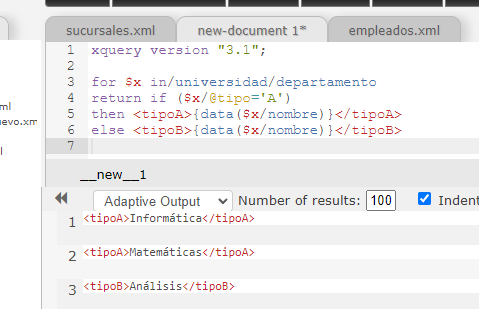 sucursales.xml new-document 1* empleados.xml
1 xquery version "3.1";
2
3 for $x in/universidad/departamento
4 return if ($x/@tipo='A')
5 then <tipoA>{data($x/nombre)}</tipoA>
6 else <tipoB>{data($x/nombre)}</tipoB>
7
ml
uevo.xm
l
__new__1
Adaptive Output Number of results: 100 Indent
1 <tipoA>Informática</tipoA>
2 <tipoA>Matemáticas</tipoA>
3 <tipoB>Análisis</tipoB>